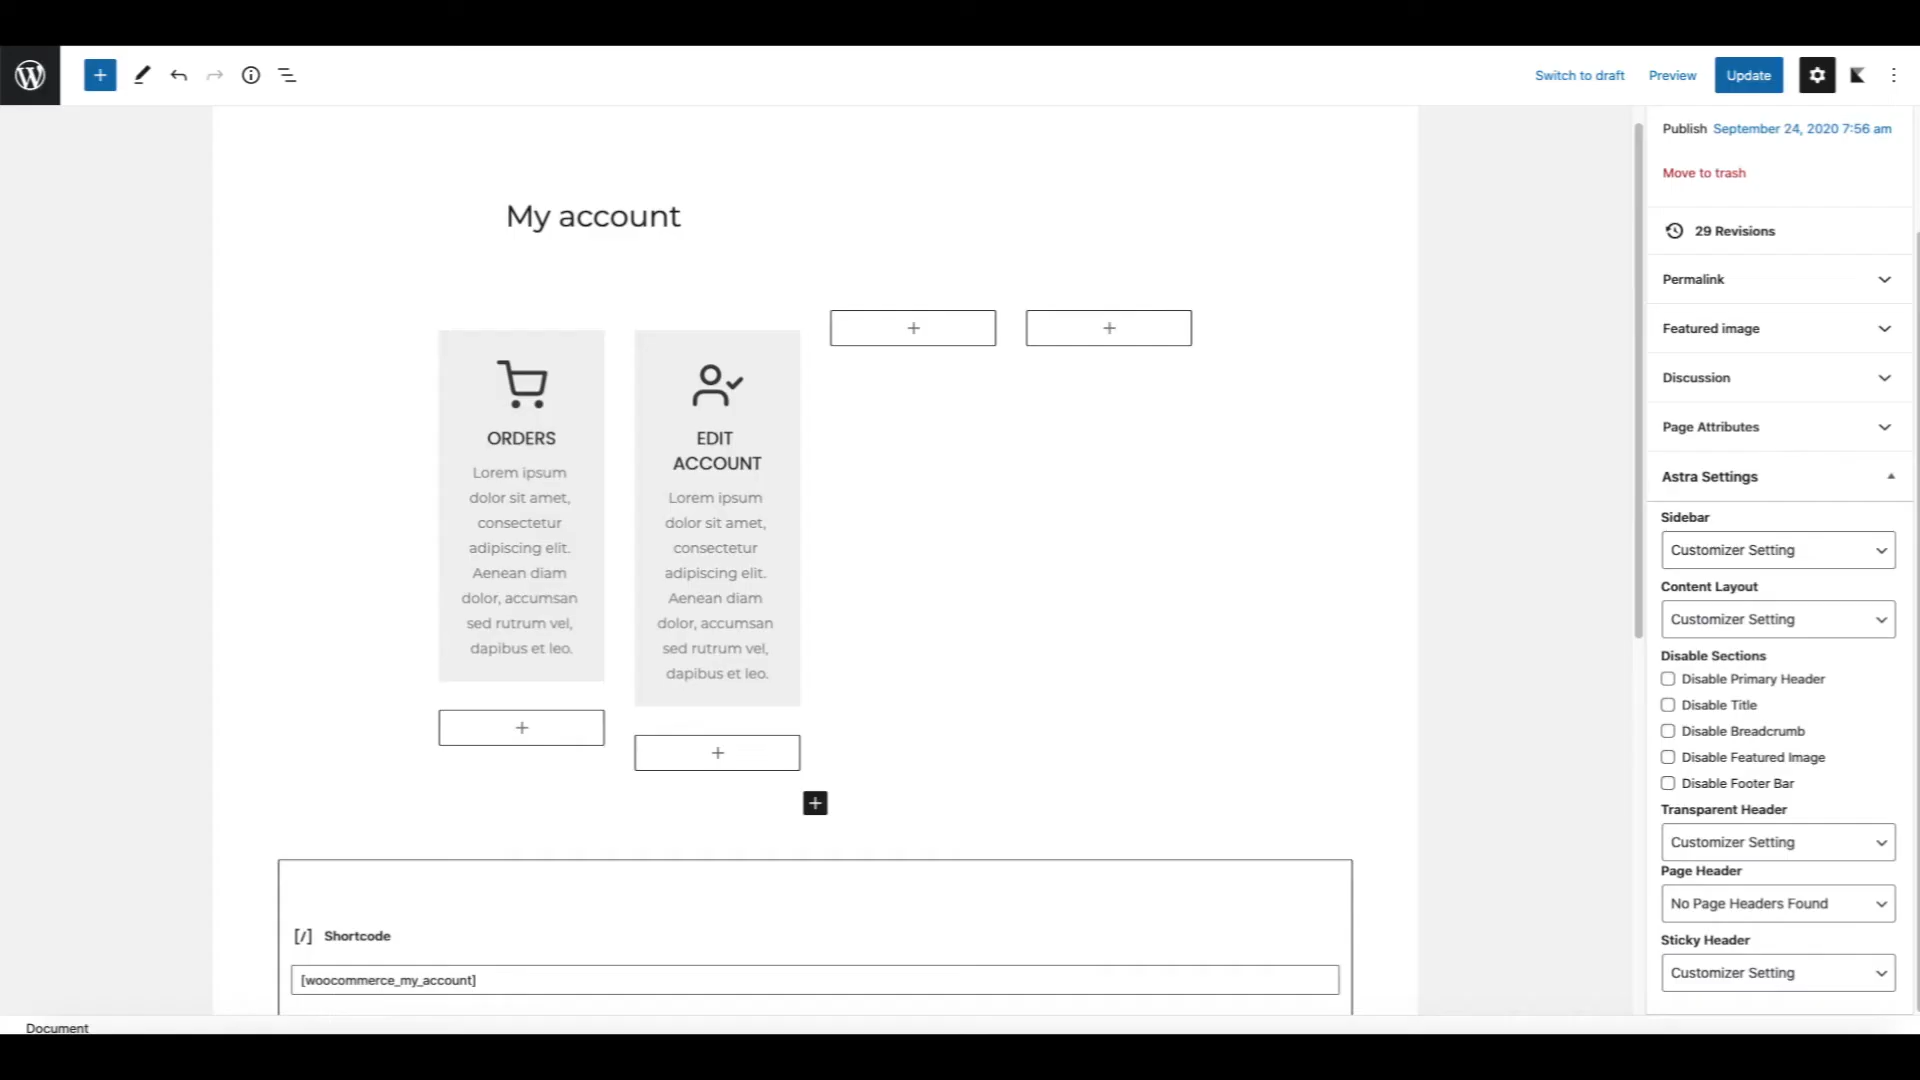 Switch to draft
Preview
Update
Publish September 24, 2020 7:56 am
Move to trash
29 Revisions
Permalink
Featured image
Discussion
Page Attributes
Astra Settings
Sidebar
Customizer Setting
Content Layout
Customizer Setting
Disable Sections
Disable Primary Header
Disable Title
Disable Breadcrumb
Disable Featured Image
Disable Footer Bar
Transparent Header
Customizer Setting
Page Header
No Page Headers Found
Sticky Header
Customizer Setting
My account
ORDERS
Lorem ipsum
dolor sit amet,
consectetur
adipiscing elit.
Aenean diam
dolor, accumsan
sed rutrum vel,
dapibus et leo.
EDIT
ACCOUNT
Lorem ipsum
dolor sit amet,
consectetur
adipiscing elit.
Aenean diam
dolor, accumsan
sed rutrum vel,
dapibus et leo.
[/] Shortcode
[woocommerce_my_account]
Document